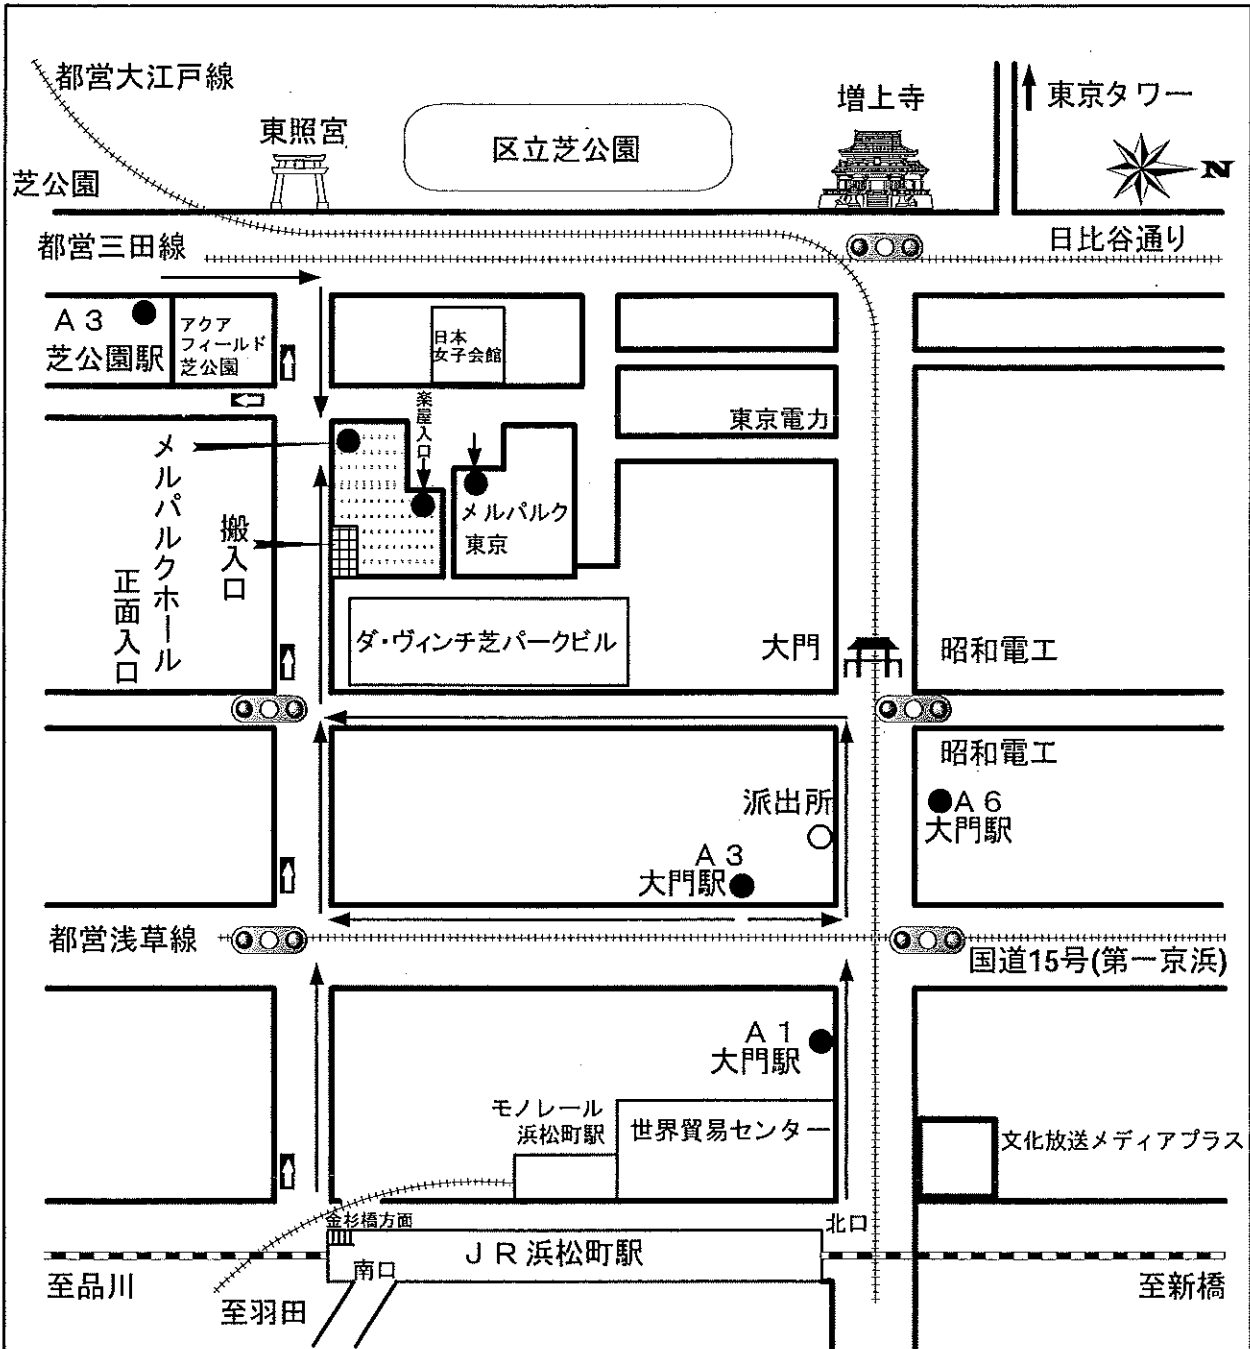 都営大江戸線
東照宮
区立芝公園
増上寺
東京タワー
N
芝公園
都営三田線
日比谷通り
A3
芝公園駅
アクア
フィールド
芝公園
日本
女子会館
楽屋入口
東京電力
メルパルクホール
正面入口
搬入口
メルパルク
東京
ダ・ヴィンチ芝パークビル
大門
昭和電工
昭和電工
派出所
A6
大門駅
A3
大門駅
都営浅草線
国道15号(第一京浜)
A1
大門駅
モノレール
浜松町駅
世界貿易センター
文化放送メディアプラス
金杉橋方面
北口
南口
JR浜松町駅
至品川
至羽田
至新橋